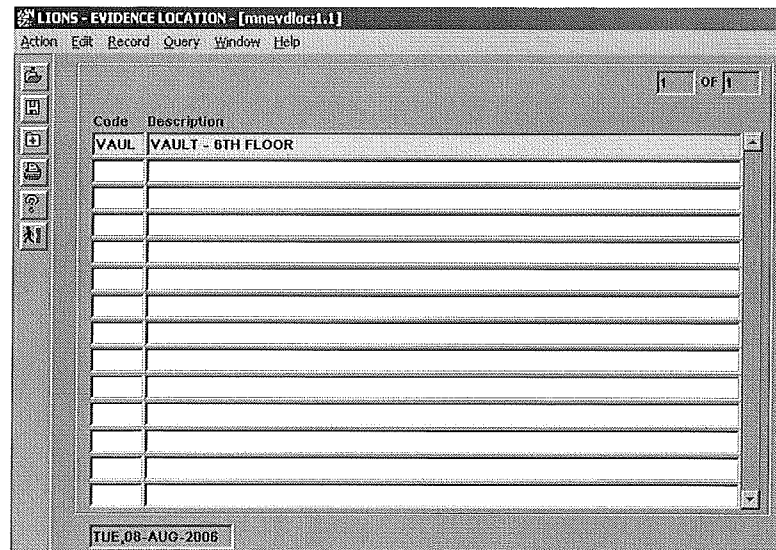 LIONS - EVIDENCE LOCATION - [mnevdloc:1.1]
Action Edit Record Query Window Help
1 OF 1
Code Description
VAUL VAULT - 6TH FLOOR
TUE,08-AUG-2006